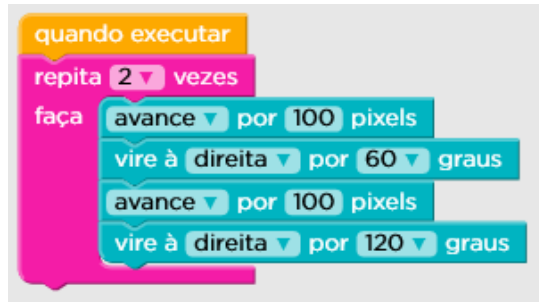 quando executar
repita 2 vezes
faça avance por 100 pixels
vire à direita por 60 graus
avance por 100 pixels
vire à direita por 120 graus